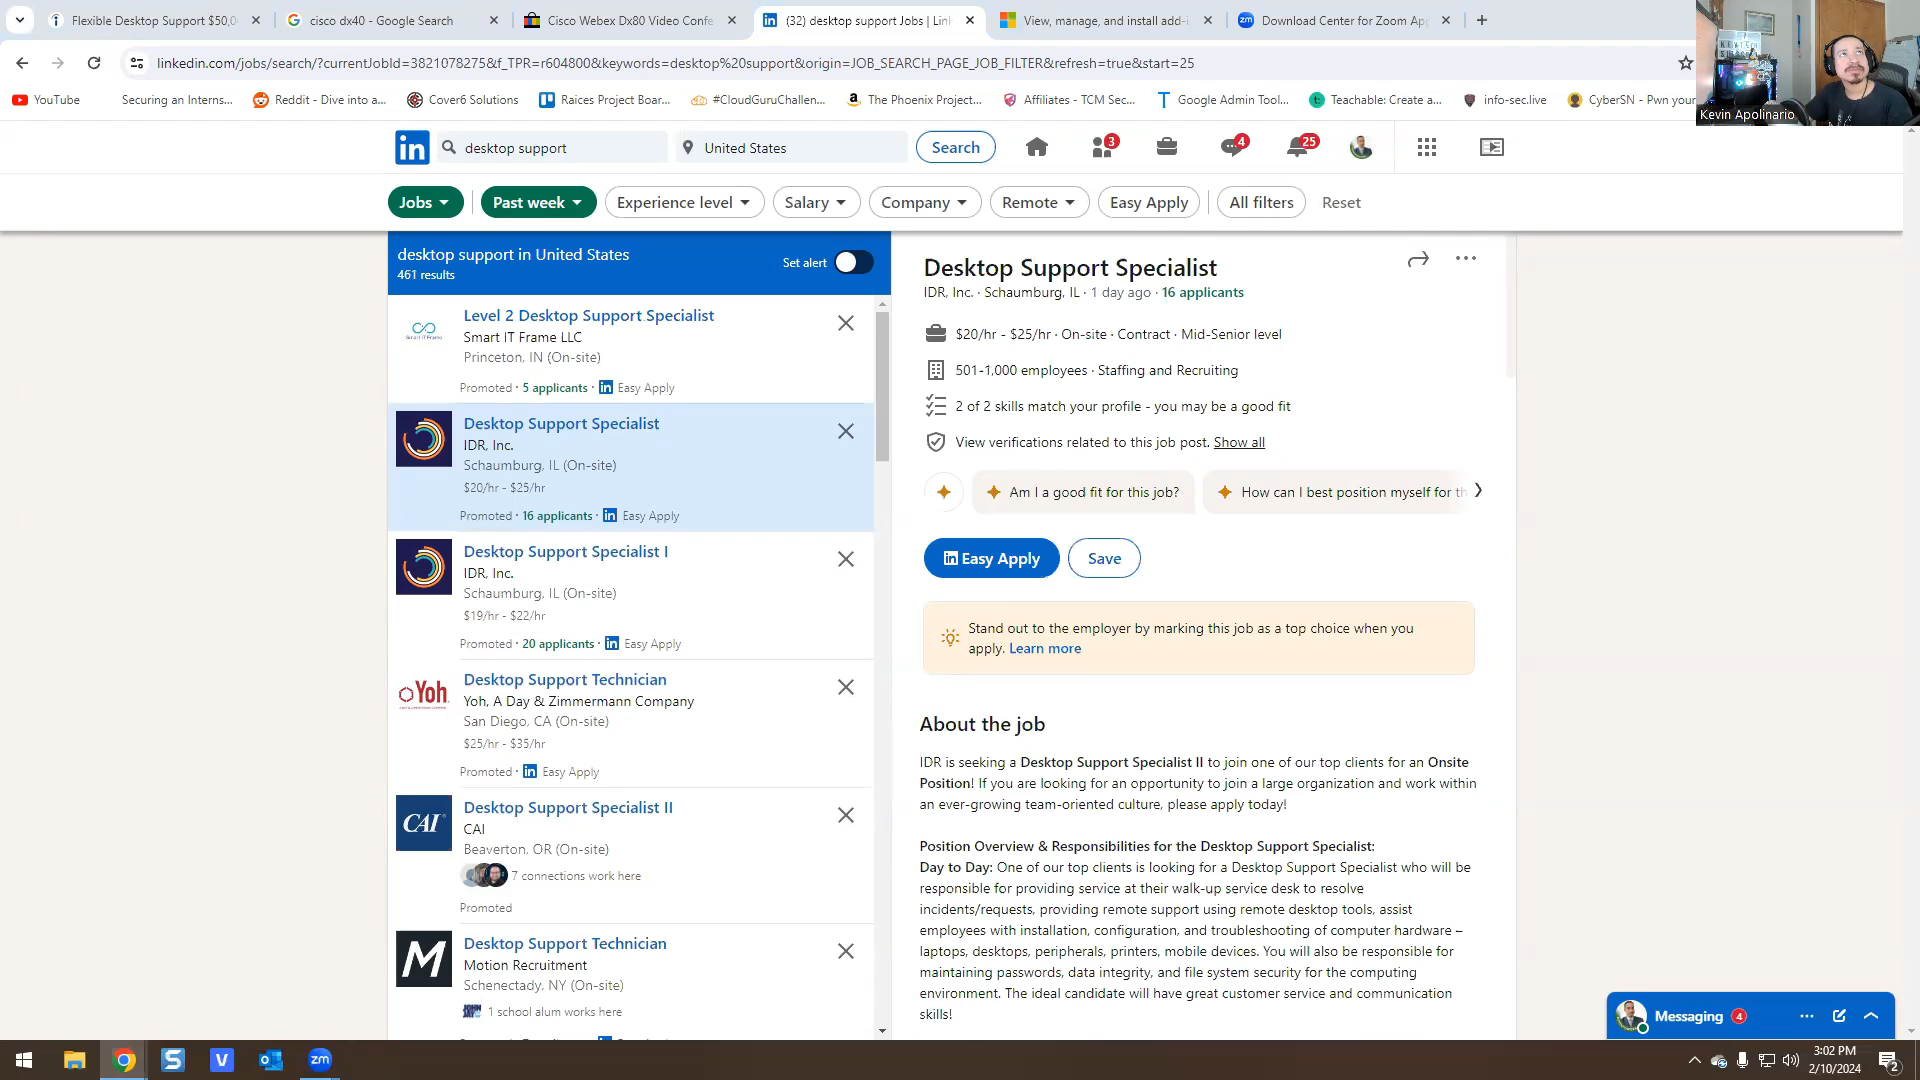 Flexible Desktop Support $50,0
cisco dx40 - Google Search
Cisco Webex Dx80 Video Confe
(32) desktop support Jobs | Link
View, manage, and install add-i
Download Center for Zoom App
linkedin.com/jobs/search/?currentJobId=3821078275&f_TPR=r604800&keywords=desktop%20support&origin=JOB_SEARCH_PAGE_JOB_FILTER&refresh=true&start=25
YouTube
Securing an Interns...
Reddit - Dive into a...
Cover6 Solutions
Raices Project Boar...
#CloudGuruChallen...
The Phoenix Project...
Affiliates - TCM Sec...
Google Admin Tool...
Teachable: Create a...
info-sec.live
CyberSN - Pwn your
Kevin Apolinario
in
desktop support
United States
Search
3
4
25
Jobs
Past week
Experience level
Salary
Company
Remote
Easy Apply
All filters
Reset
desktop support in United States
461 results
Set alert
Level 2 Desktop Support Specialist
Smart IT Frame
Smart IT Frame LLC
Princeton, IN (On-site)
Promoted · 5 applicants · in Easy Apply
Desktop Support Specialist
IDR, Inc.
Schaumburg, IL (On-site)
$20/hr - $25/hr
Promoted · 16 applicants · in Easy Apply
Desktop Support Specialist I
IDR, Inc.
Schaumburg, IL (On-site)
$19/hr - $22/hr
Promoted · 20 applicants · in Easy Apply
Yoh.
Desktop Support Technician
Yoh, A Day & Zimmermann Company
San Diego, CA (On-site)
$25/hr - $35/hr
Promoted · in Easy Apply
CAI
Desktop Support Specialist II
CAI
Beaverton, OR (On-site)
7 connections work here
Promoted
M
Desktop Support Technician
Motion Recruitment
Schenectady, NY (On-site)
1 school alum works here
Desktop Support Specialist
IDR, Inc. · Schaumburg, IL · 1 day ago · 16 applicants
$20/hr - $25/hr · On-site · Contract · Mid-Senior level
501-1,000 employees · Staffing and Recruiting
2 of 2 skills match your profile - you may be a good fit
View verifications related to this job post. Show all
Am I a good fit for this job?
How can I best position myself for th
in Easy Apply
Save
Stand out to the employer by marking this job as a top choice when you
apply. Learn more
About the job
IDR is seeking a Desktop Support Specialist II to join one of our top clients for an Onsite
Position! If you are looking for an opportunity to join a large organization and work within
an ever-growing team-oriented culture, please apply today!
Position Overview & Responsibilities for the Desktop Support Specialist:
Day to Day: One of our top clients is looking for a Desktop Support Specialist who will be
responsible for providing service at their walk-up service desk to resolve
incidents/requests, providing remote support using remote desktop tools, assist
employees with installation, configuration, and troubleshooting of computer hardware –
laptops, desktops, peripherals, printers, mobile devices. You will also be responsible for
maintaining passwords, data integrity, and file system security for the computing
environment. The ideal candidate will have great customer service and communication
skills!
Messaging
4
S
V
zm
3:02 PM
2/10/2024
2